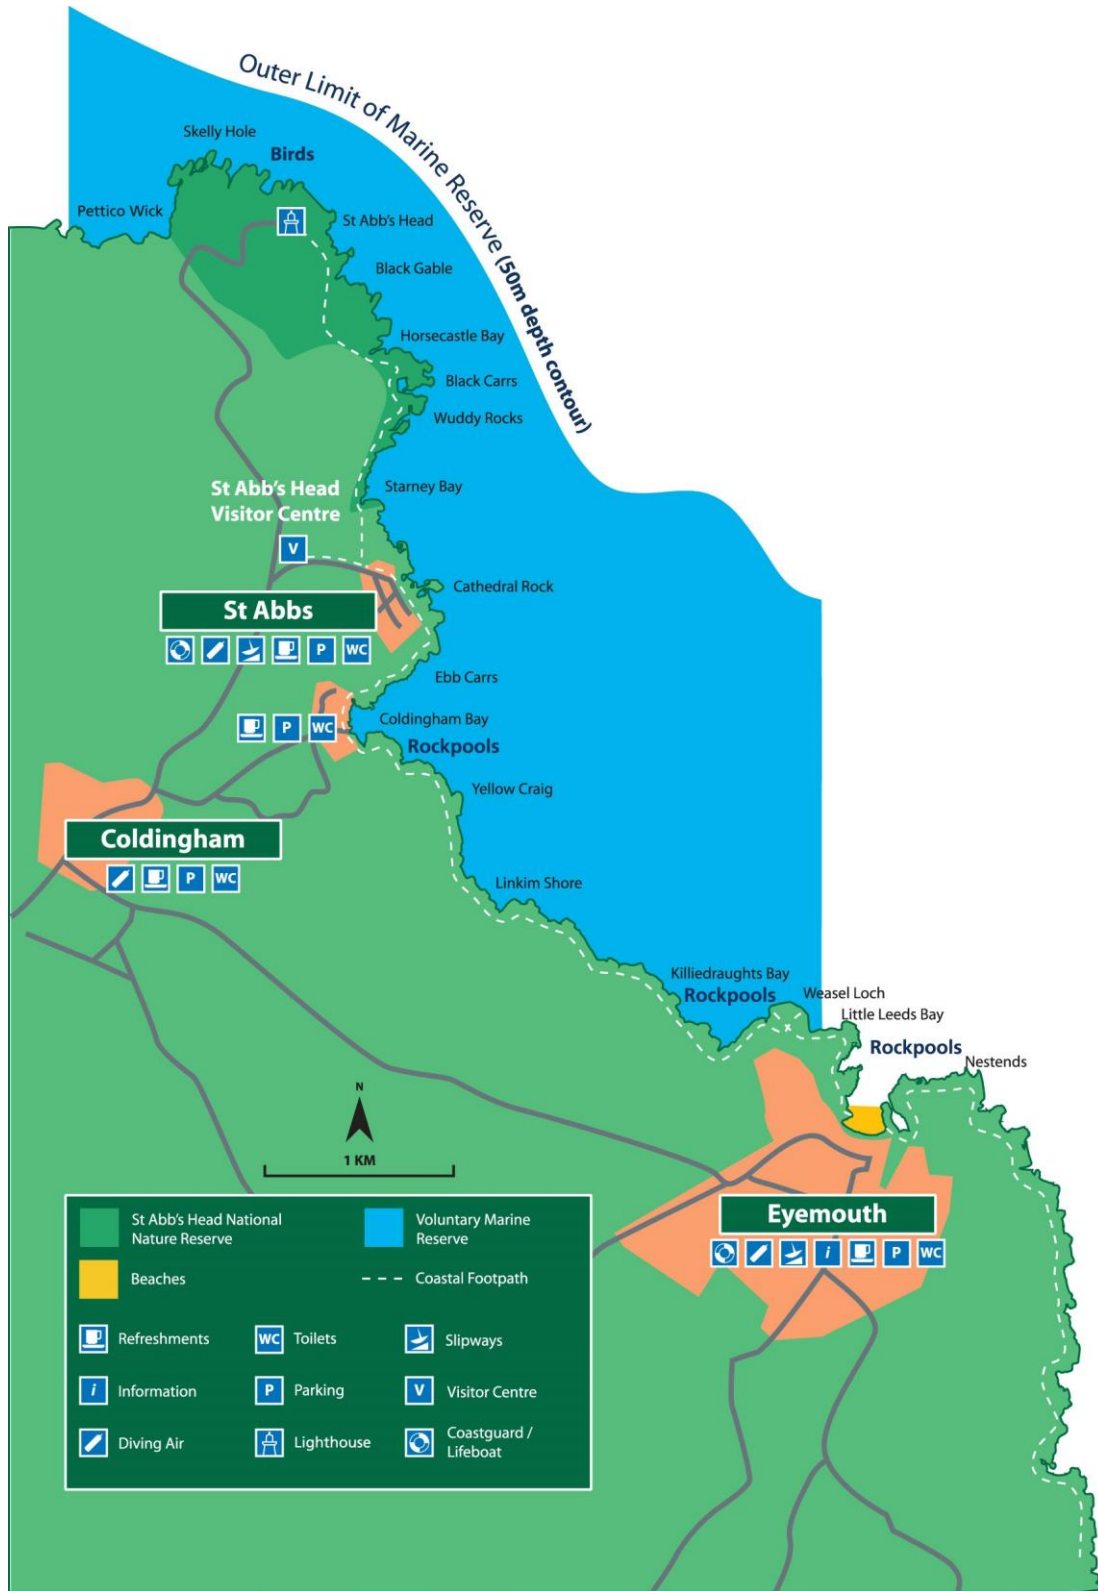 Outer Limit of Marine Reserve (50m depth contour)
Skelly Hole
Birds
Pettico Wick
St Abb's Head
Black Gable
Horsecastle Bay
Black Carrs
Wuddy Rocks
St Abb's Head
Visitor Centre
Starney Bay
V
Cathedral Rock
St Abbs
P WC
Ebb Carrs
Coldingham Bay
P WC
Rockpools
Yellow Craig
Coldingham
P WC
Linkim Shore
Killiedraughts Bay
Rockpools
Weasel Loch
Little Leeds Bay
Rockpools
Nestends
N
1 KM
Eyemouth
i P WC
St Abb's Head National
Nature Reserve
Voluntary Marine
Reserve
Beaches
Coastal Footpath
Refreshments
WC Toilets
Slipways
i Information
P Parking
V Visitor Centre
Diving Air
Lighthouse
Coastguard /
Lifeboat